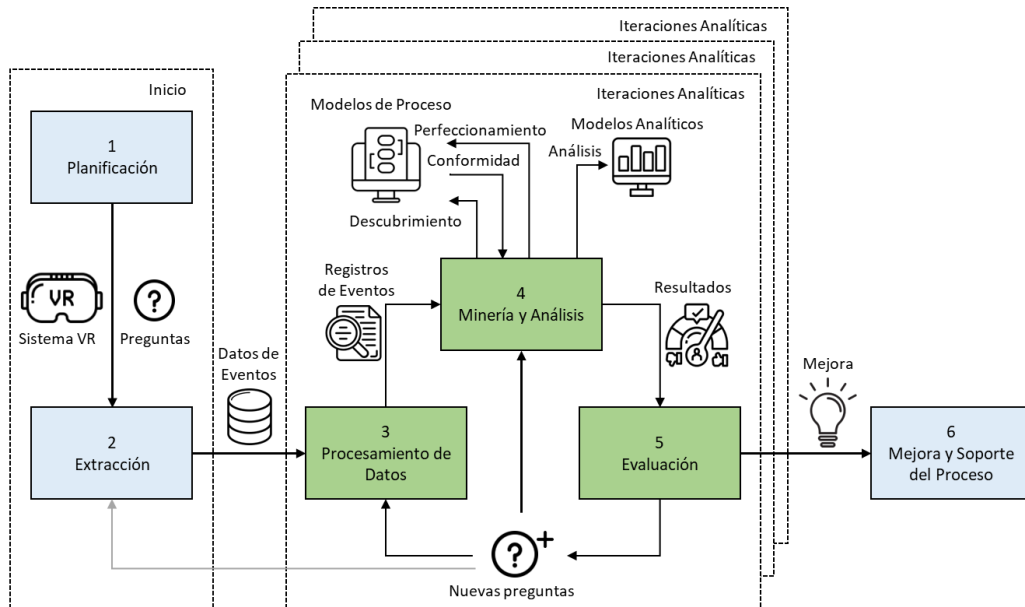 Iteraciones Analíticas
Iteraciones Analíticas
Iteraciones Analíticas
Inicio
1
Planificación
VR
Sistema VR
Preguntas
2
Extracción
Datos de
Eventos
Modelos de Proceso
Perfeccionamiento
Conformidad
Descubrimiento
Análisis
Modelos Analíticos
Registros
de Eventos
4
Minería y Análisis
Resultados
3
Procesamiento de
Datos
5
Evaluación
Nuevas preguntas
Mejora
6
Mejora y Soporte
del Proceso